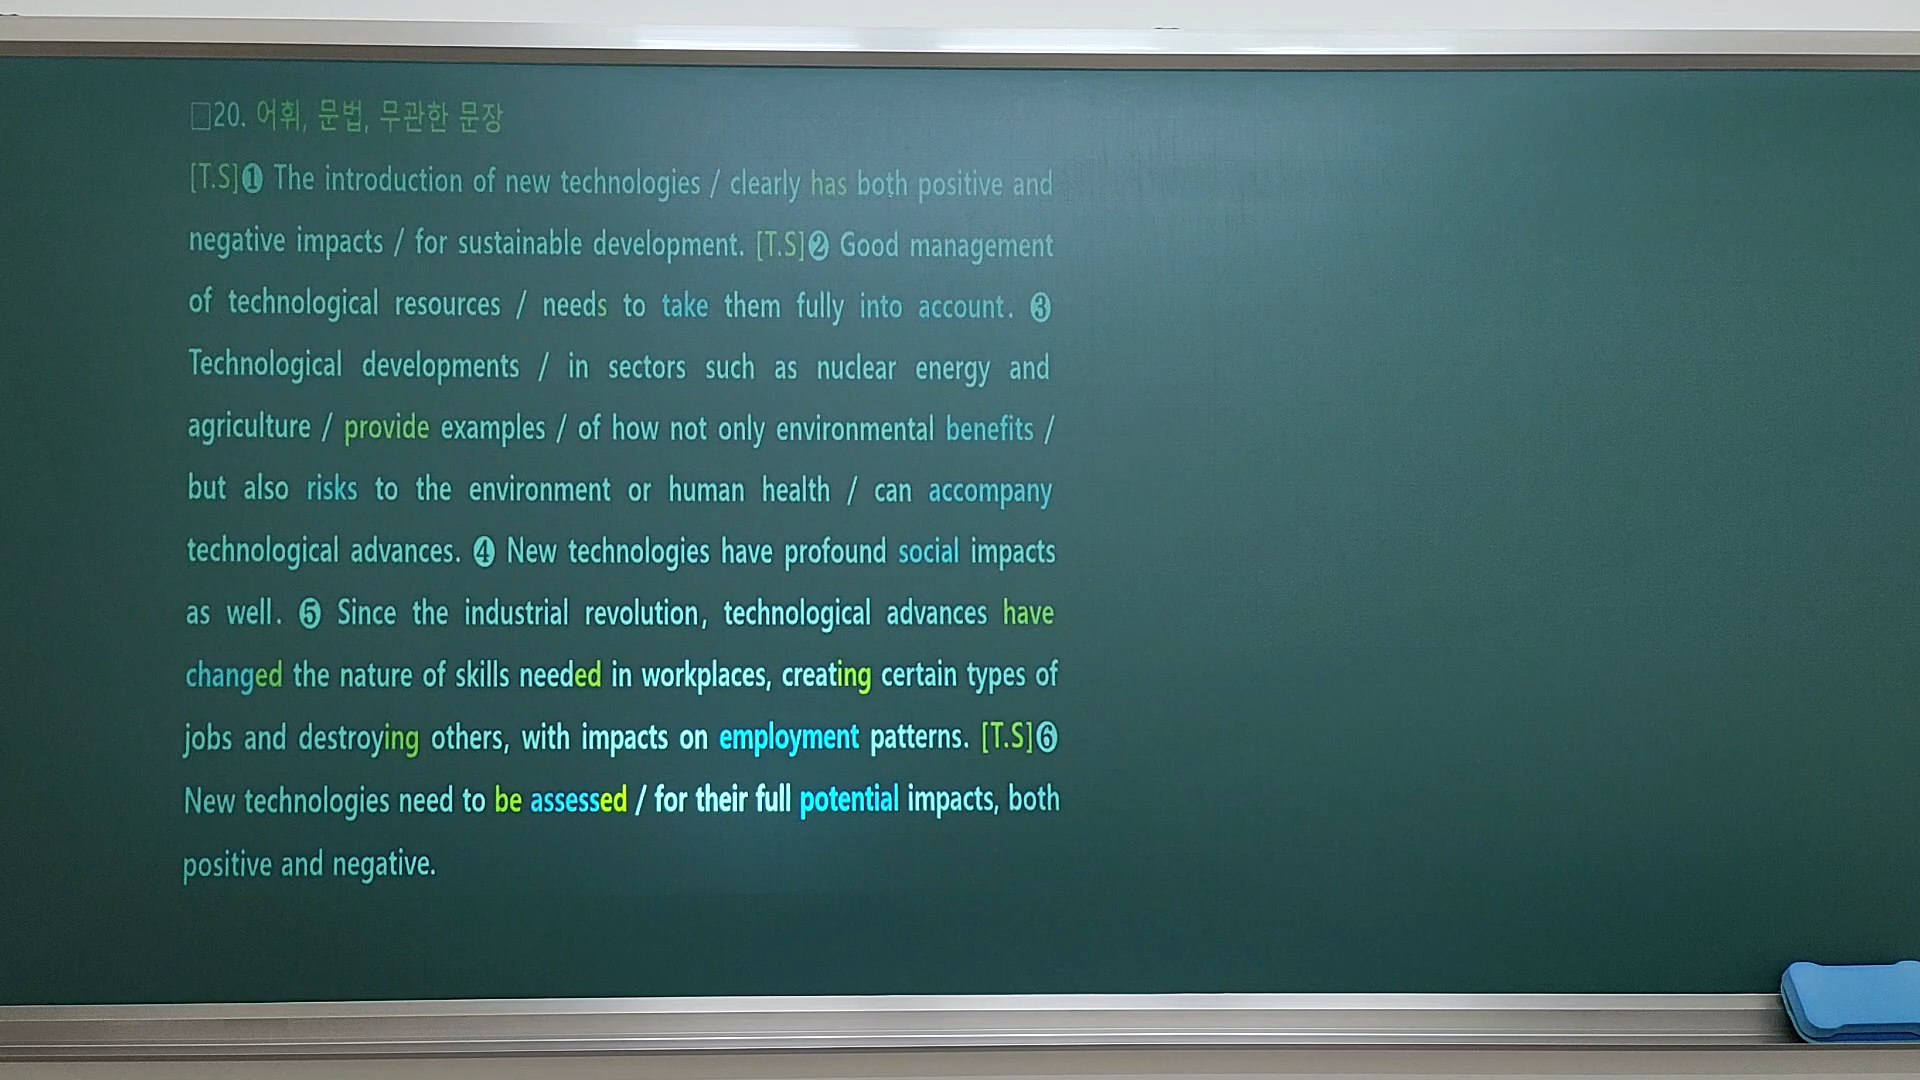 □20. 어휘, 문법, 무관한 문장
[T.S]❶ The introduction of new technologies / clearly has both positive and
negative impacts / for sustainable development. [T.S]❷ Good management
of technological resources / needs to take them fully into account. ❸
Technological developments / in sectors such as nuclear energy and
agriculture / provide examples / of how not only environmental benefits /
but also risks to the environment or human health / can accompany
technological advances. ❹ New technologies have profound social impacts
as well. ❺ Since the industrial revolution, technological advances have
changed the nature of skills needed in workplaces, creating certain types of
jobs and destroying others, with impacts on employment patterns. [T.S]❻
New technologies need to be assessed / for their full potential impacts, both
positive and negative.